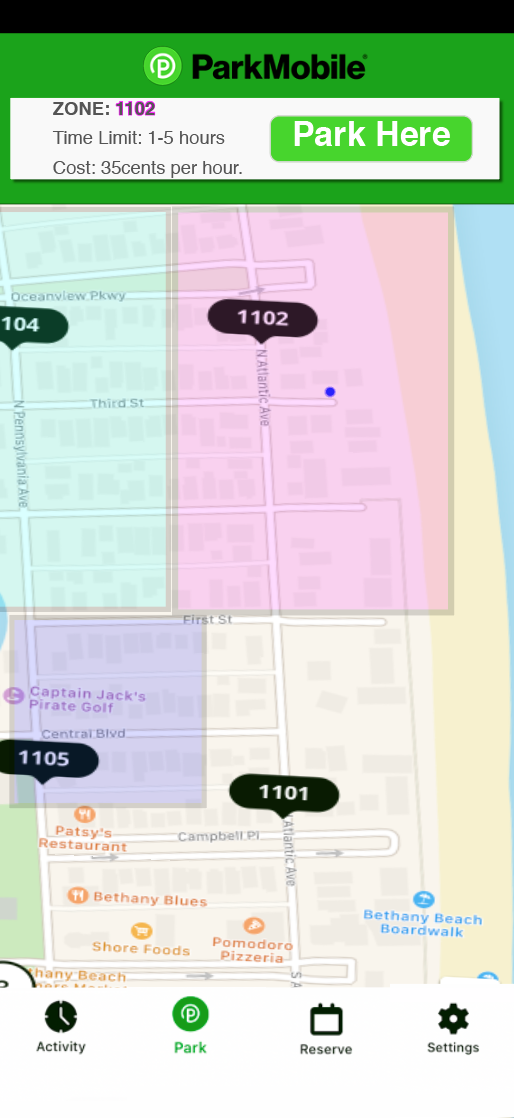 ParkMobile
ZONE: 1102
Time Limit: 1-5 hours
Cost: 35cents per hour.
Park Here
Oceanview Pkwy
104
1102
N Atlantic Ave
Third St
N Pennsylvania Ave
First St
Captain Jack's
Pirate Golf
Central Blvd
1105
1101
Patsy's
Restaurant
Campbell Pl
Atlantic Ave
Bethany Blues
Bethany Beach
Boardwalk
Shore Foods
Pomodoro
Pizzeria
thany Beach
S A
Activity
Park
Reserve
Settings